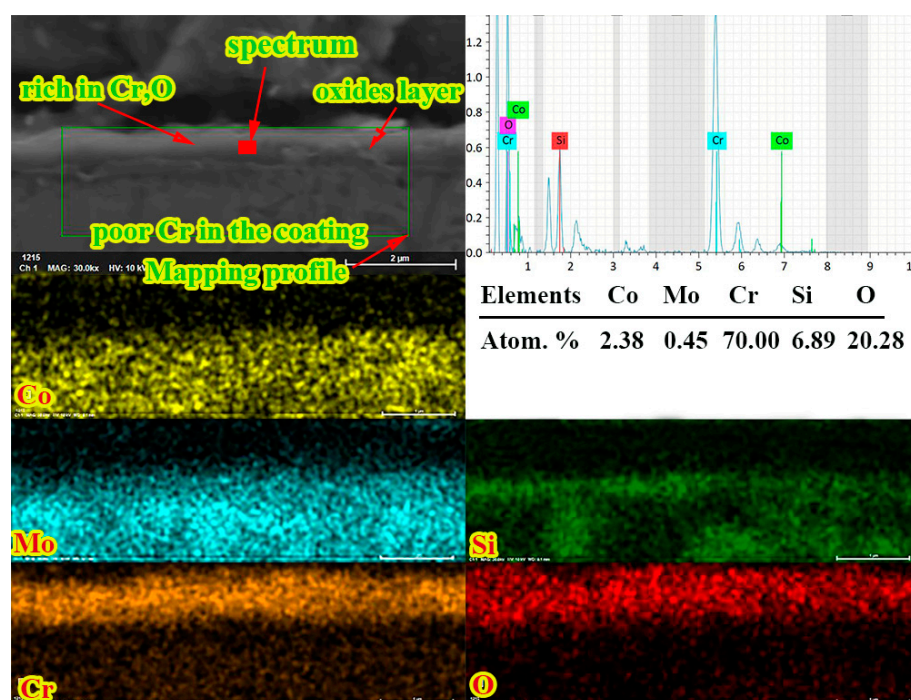 spectrum
rich in Cr,O
oxides layer
poor Cr in the coating
1215
Ch 1 MAG: 30.0kx HV: 10 kV
2 µm
Mapping profile
1.2
1.0
0.8
0.6
0.4
0.2
0.0
Co
O
Cr
Si
Cr
Co
1 2 3 4 5 6 7 8 9 1
Elements Co Mo Cr Si O
Atom. % 2.38 0.45 70.00 6.89 20.28
Co
Mo
Si
Cr
O